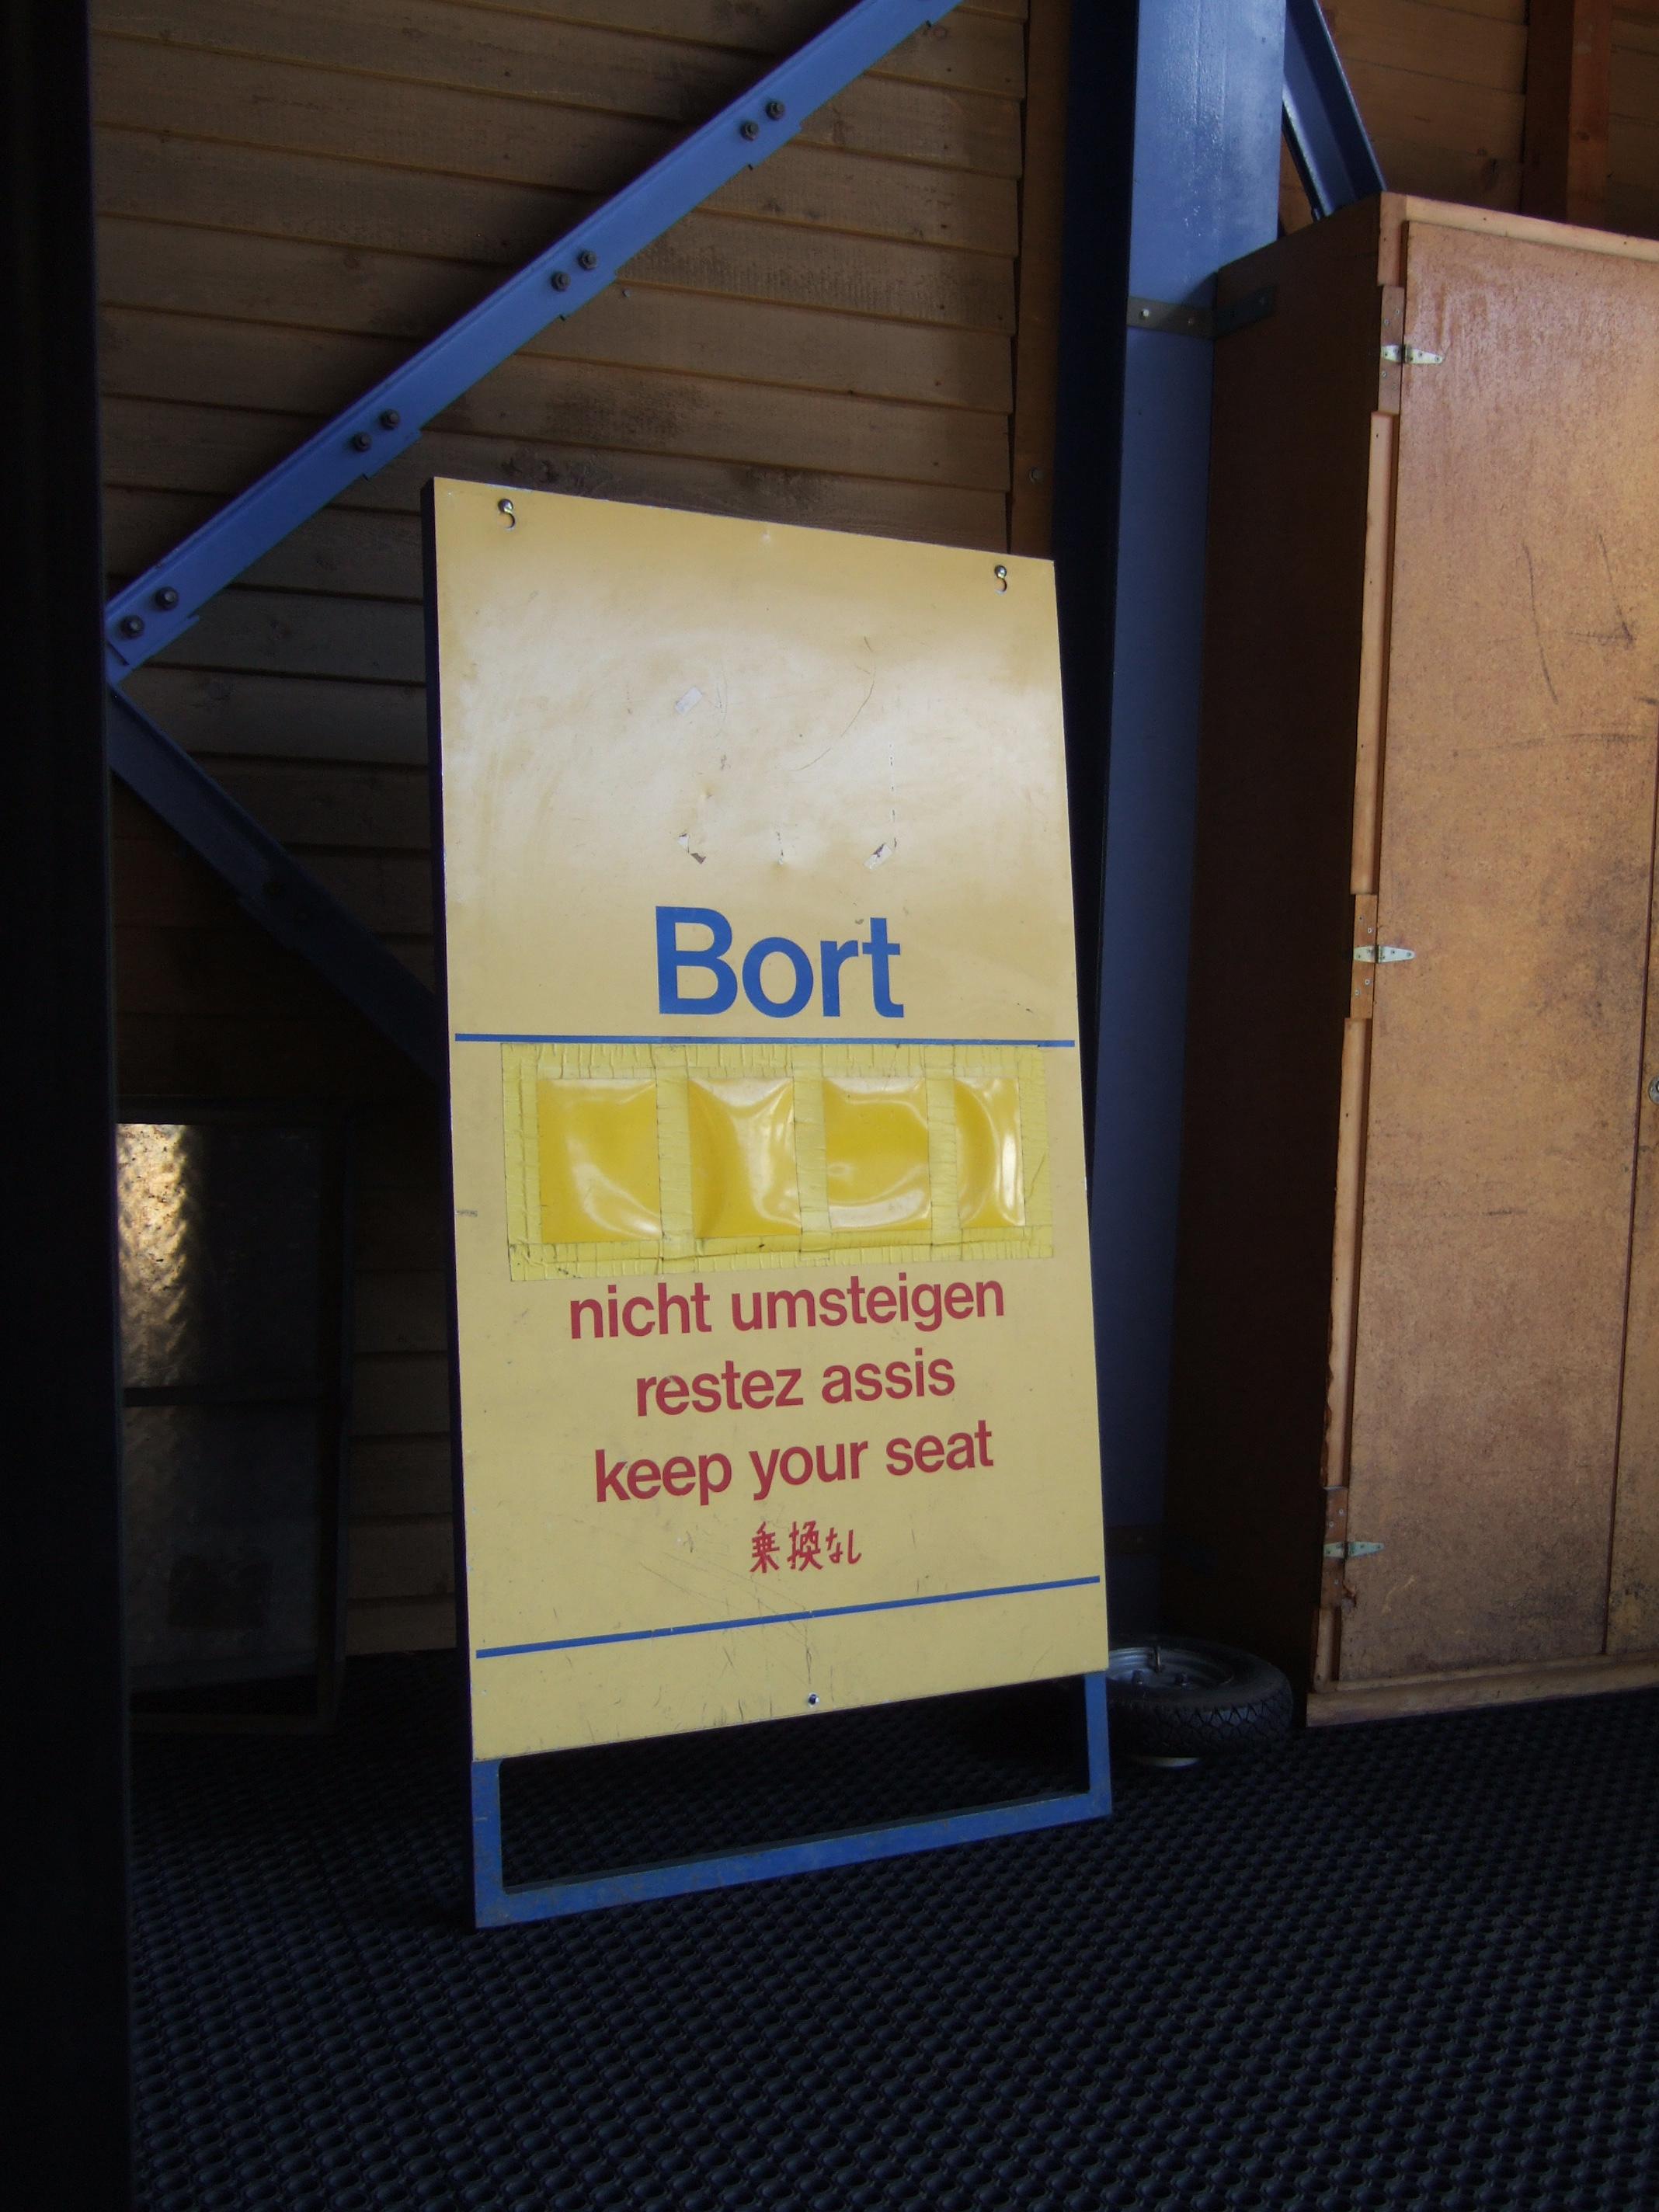 Bort
nicht umsteigen
restez assis
keep your seat
乗換なし